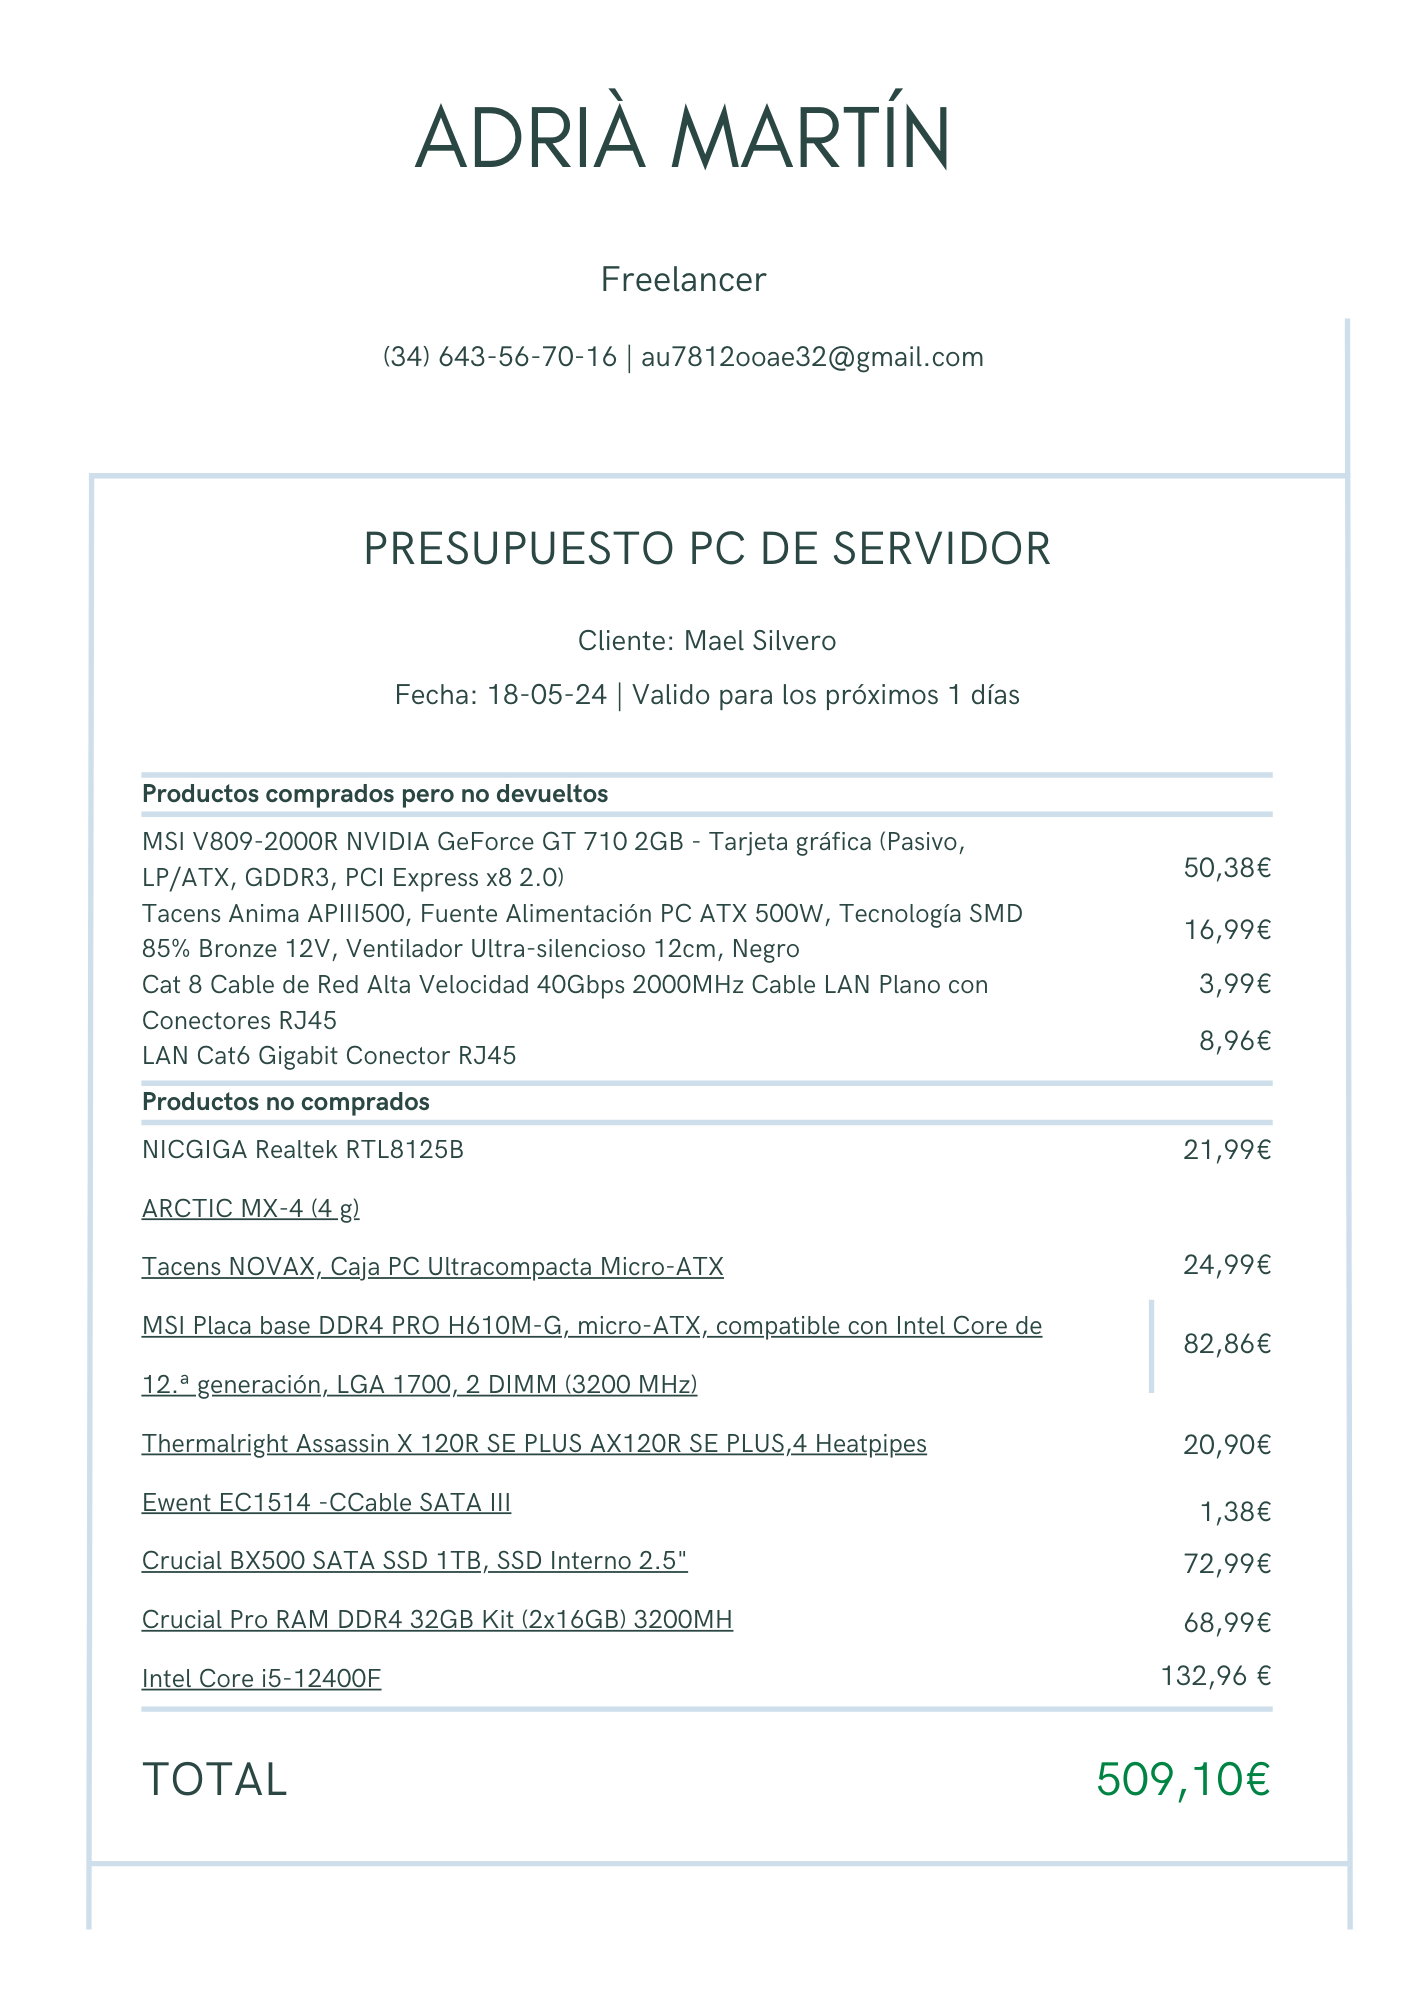 ADRIÀ MARTÍN
Freelancer
(34) 643-56-70-16 | au7812ooae32@gmail.com
PRESUPUESTO PC DE SERVIDOR
Cliente: Mael Silvero
Fecha: 18-05-24 | Valido para los próximos 1 días
Productos comprados pero no devueltos
MSI V809-2000R NVIDIA GeForce GT 710 2GB - Tarjeta gráfica (Pasivo,
LP/ATX, GDDR3, PCI Express x8 2.0)
50,38€
Tacens Anima APIII500, Fuente Alimentación PC ATX 500W, Tecnología SMD
85% Bronze 12V, Ventilador Ultra-silencioso 12cm, Negro
16,99€
Cat 8 Cable de Red Alta Velocidad 40Gbps 2000MHz Cable LAN Plano con
Conectores RJ45
3,99€
LAN Cat6 Gigabit Conector RJ45
8,96€
Productos no comprados
NICGIGA Realtek RTL8125B
21,99€
ARCTIC MX-4 (4 g)
Tacens NOVAX, Caja PC Ultracompacta Micro-ATX
24,99€
MSI Placa base DDR4 PRO H610M-G, micro-ATX, compatible con Intel Core de
12.ª generación, LGA 1700, 2 DIMM (3200 MHz)
82,86€
Thermalright Assassin X 120R SE PLUS AX120R SE PLUS,4 Heatpipes
20,90€
Ewent EC1514 -CCable SATA III
1,38€
Crucial BX500 SATA SSD 1TB, SSD Interno 2.5"
72,99€
Crucial Pro RAM DDR4 32GB Kit (2x16GB) 3200MH
68,99€
Intel Core i5-12400F
132,96 €
TOTAL
509,10€